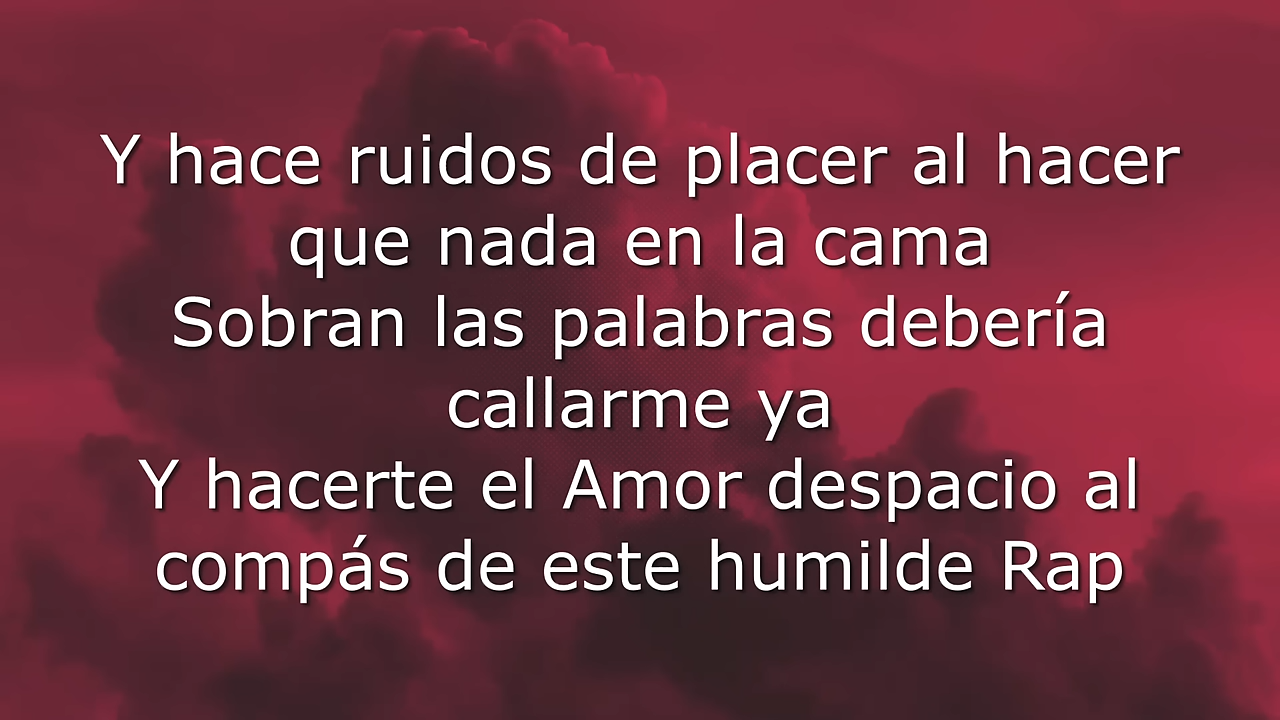 Y hace ruidos de placer al hacer
que nada en la cama
Sobran las palabras debería
callarme ya
Y hacerte el Amor despacio al
compás de este humilde Rap